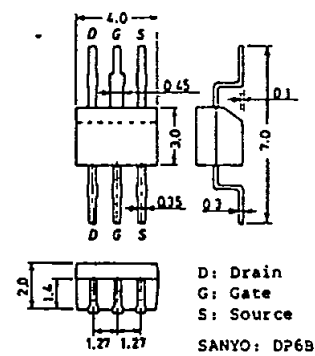 4.0
D G S
0.45
0.1
3.0
7.0
0.35
0.3
D G S
2.0
1.4
1.27 1.27
D: Drain
G: Gate
S: Source
SANYO: DP6B